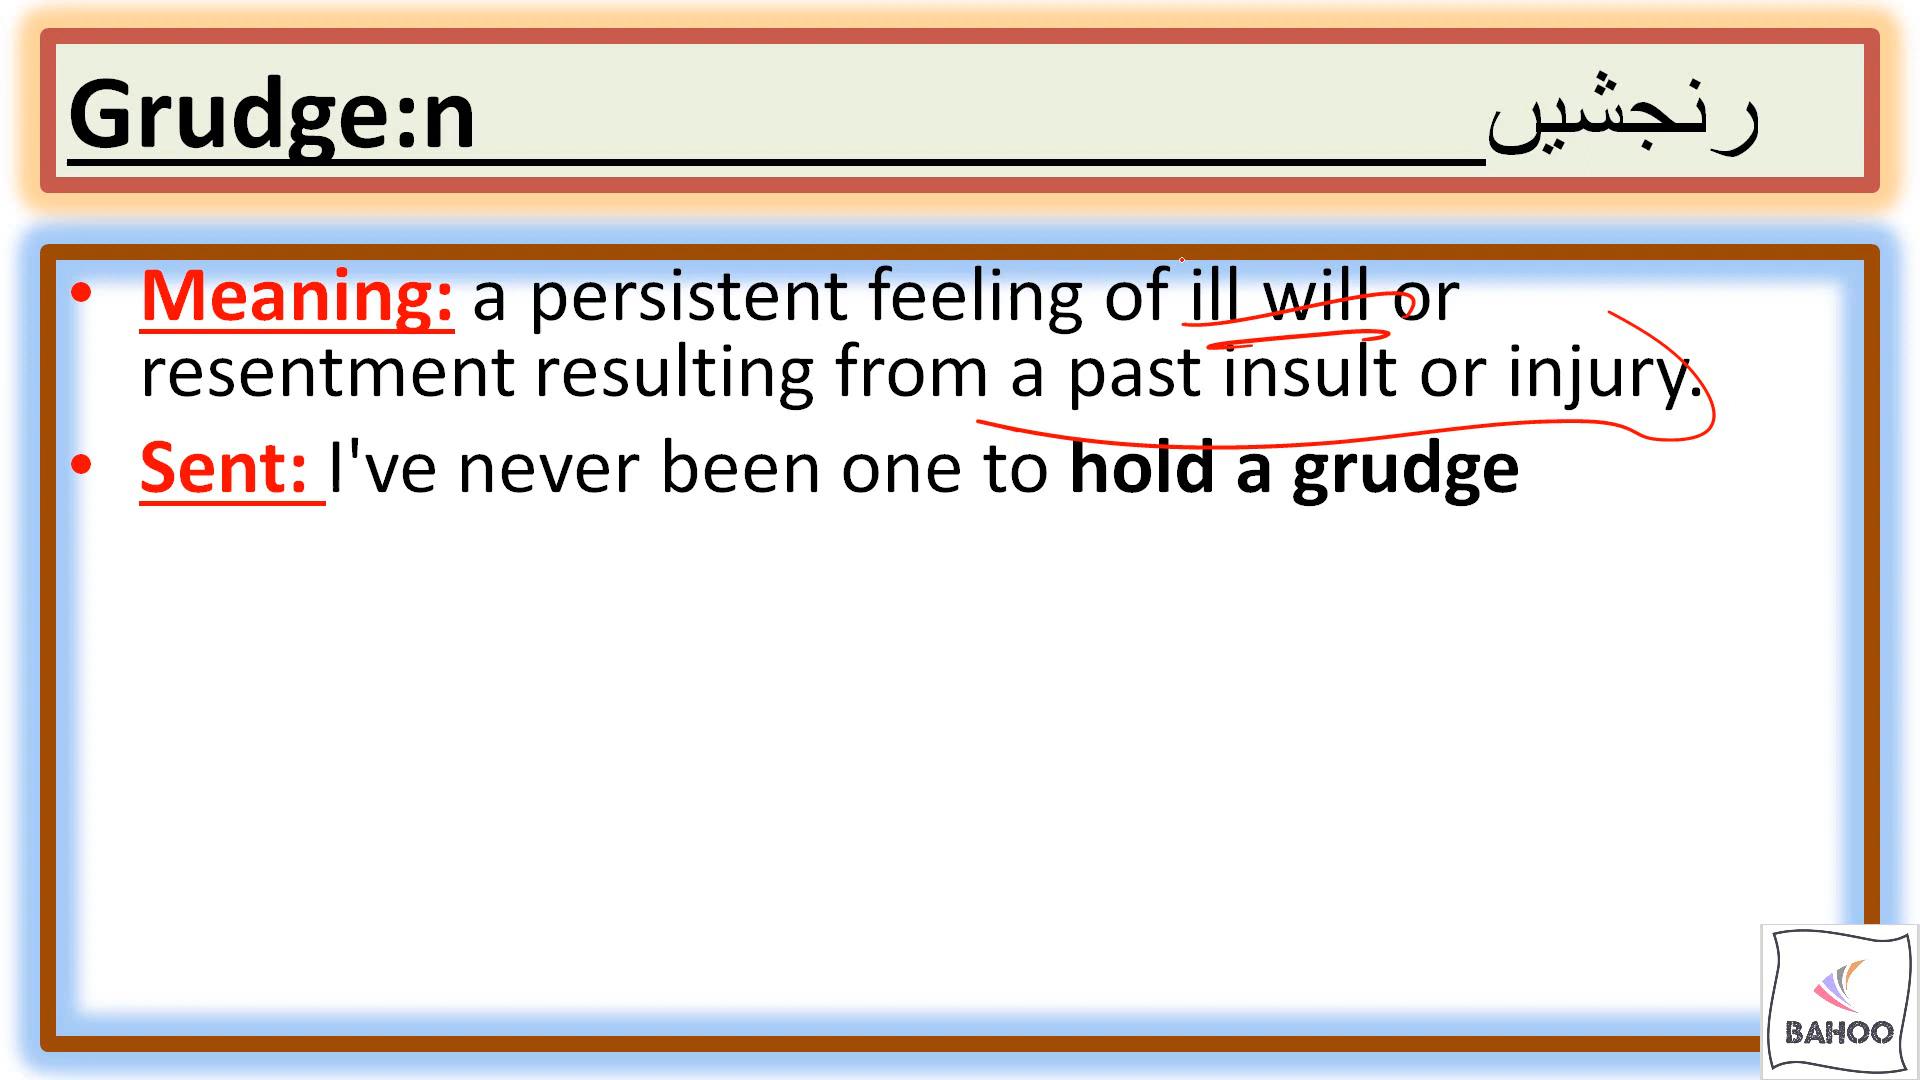 Grudge:n رنجشیں
• Meaning: a persistent feeling of ill will or
resentment resulting from a past insult or injury.
• Sent: I've never been one to hold a grudge
BAHOO